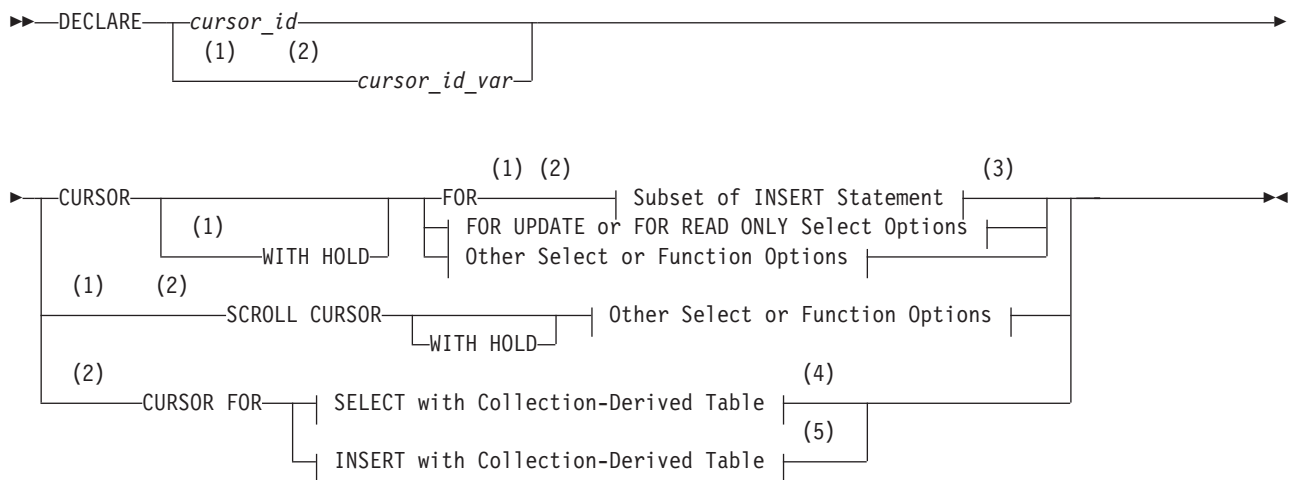 DECLARE cursor_id
(1) (2)
cursor_id_var
(1) (2) (3)
CURSOR FOR Subset of INSERT Statement
(1) FOR UPDATE or FOR READ ONLY Select Options
WITH HOLD Other Select or Function Options
(1) (2)
SCROLL CURSOR Other Select or Function Options
WITH HOLD
(2) (4)
CURSOR FOR SELECT with Collection-Derived Table
(5)
INSERT with Collection-Derived Table